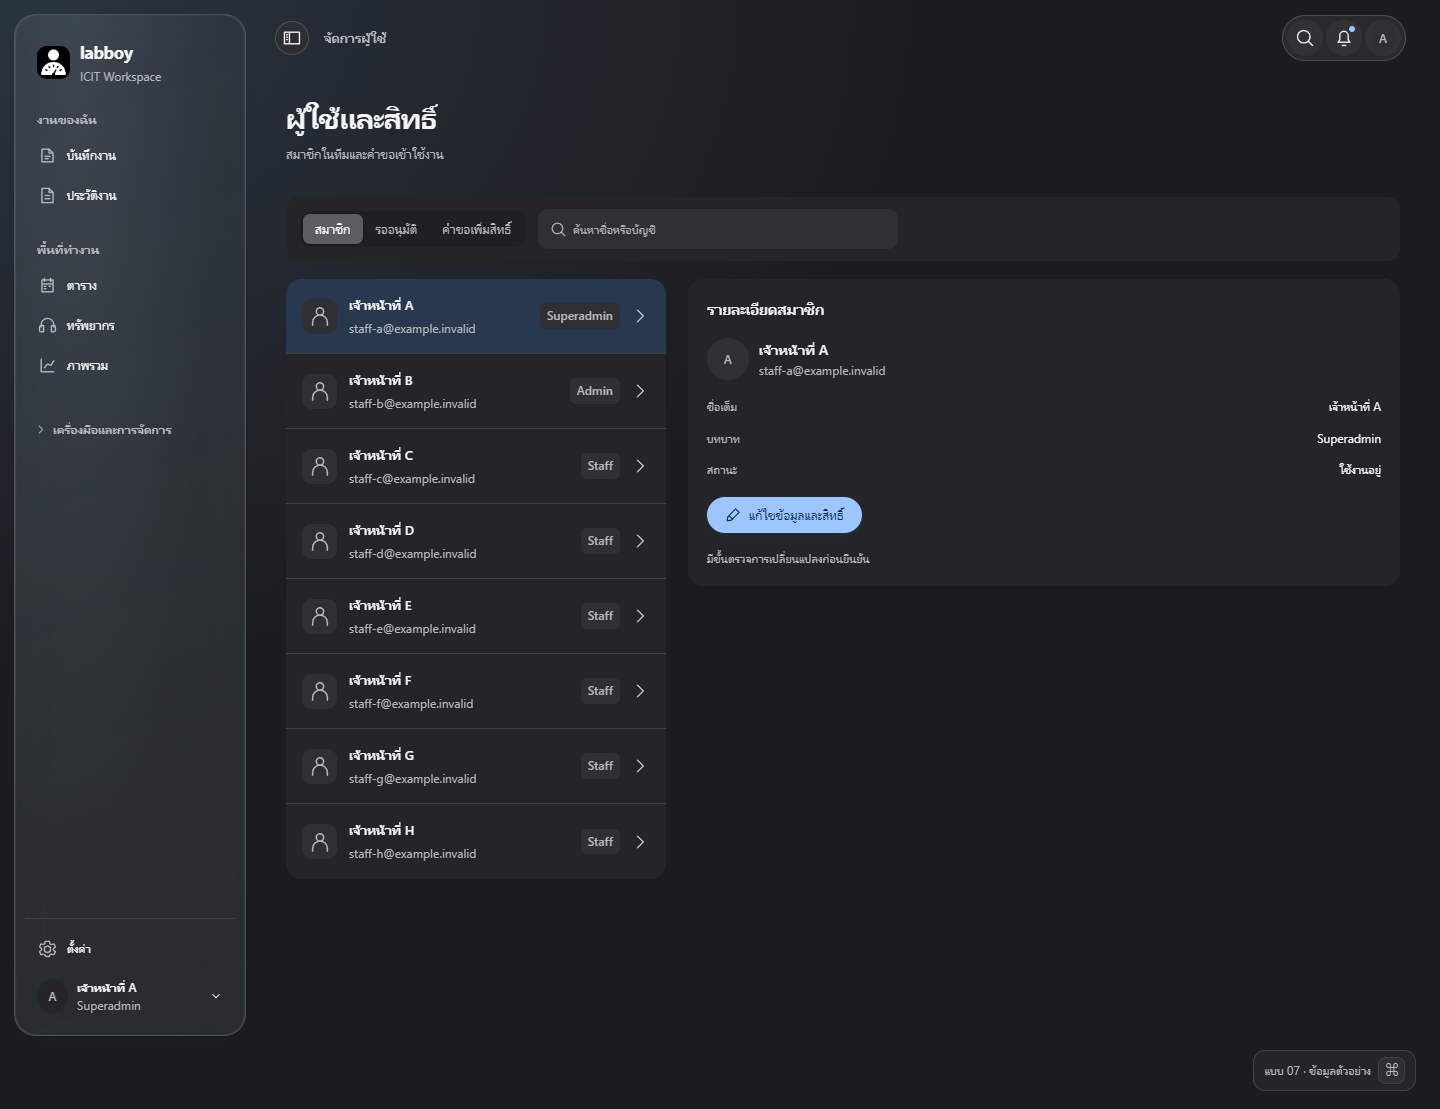 labboy
ICIT Workspace
งานของฉัน
บันทึกงาน
ประวัติงาน
พื้นที่ทำงาน
ตาราง
ทรัพยากร
ภาพรวม
เครื่องมือและการจัดการ
ตั้งค่า
A
เจ้าหน้าที่ A
Superadmin
จัดการผู้ใช้
A
ผู้ใช้และสิทธิ์
สมาชิกในทีมและคำขอเข้าใช้งาน
สมาชิก
รออนุมัติ
คำขอเพิ่มสิทธิ์
ค้นหาชื่อหรือบัญชี
เจ้าหน้าที่ A
staff-a@example.invalid
Superadmin
เจ้าหน้าที่ B
staff-b@example.invalid
Admin
เจ้าหน้าที่ C
staff-c@example.invalid
Staff
เจ้าหน้าที่ D
staff-d@example.invalid
Staff
เจ้าหน้าที่ E
staff-e@example.invalid
Staff
เจ้าหน้าที่ F
staff-f@example.invalid
Staff
เจ้าหน้าที่ G
staff-g@example.invalid
Staff
เจ้าหน้าที่ H
staff-h@example.invalid
Staff
รายละเอียดสมาชิก
A
เจ้าหน้าที่ A
staff-a@example.invalid
ชื่อเต็ม
เจ้าหน้าที่ A
บทบาท
Superadmin
สถานะ
ใช้งานอยู่
แก้ไขข้อมูลและสิทธิ์
มีขั้นตรวจการเปลี่ยนแปลงก่อนยืนยัน
แบบ 07 · ข้อมูลตัวอย่าง ⌘